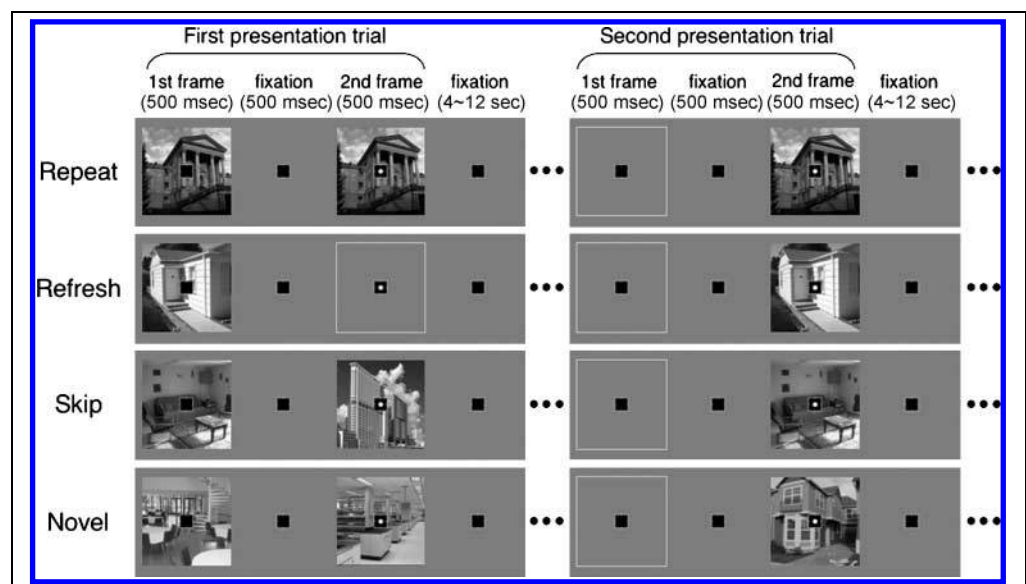 First presentation trial Second presentation trial
1st frame fixation 2nd frame fixation 1st frame fixation 2nd frame fixation
(500 msec) (500 msec) (500 msec) (4~12 sec) (500 msec) (500 msec) (500 msec) (4~12 sec)
Repeat
Refresh
Skip
Novel